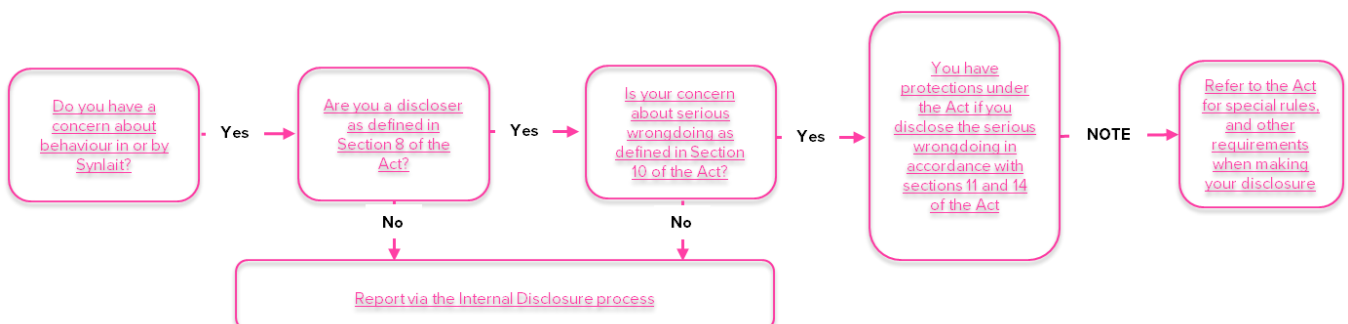 Do you have a
concern about
behaviour in or by
Synlait?
Yes
Are you a discloser
as defined in
Section 8 of the
Act?
Yes
Is your concern
about serious
wrongdoing as
defined in Section
10 of the Act?
Yes
You have
protections under
the Act if you
disclose the serious
wrongdoing in
accordance with
sections 11 and 14
of the Act
NOTE
Refer to the Act
for special rules,
and other
requirements
when making
your disclosure
No
No
Report via the Internal Disclosure process